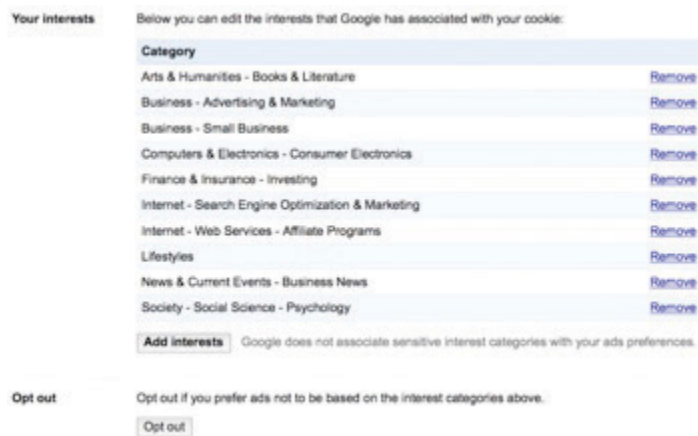 Your interests Below you can edit the interests that Google has associated with your cookie:
Category
Arts & Humanities - Books & Literature Remove
Business - Advertising & Marketing Remove
Business - Small Business Remove
Computers & Electronics - Consumer Electronics Remove
Finance & Insurance - Investing Remove
Internet - Search Engine Optimization & Marketing Remove
Internet - Web Services - Affiliate Programs Remove
Lifestyles Remove
News & Current Events - Business News Remove
Society - Social Science - Psychology Remove
Add interests Google does not associate sensitive interest categories with your ads preferences.
Opt out Opt out if you prefer ads not to be based on the interest categories above.
Opt out